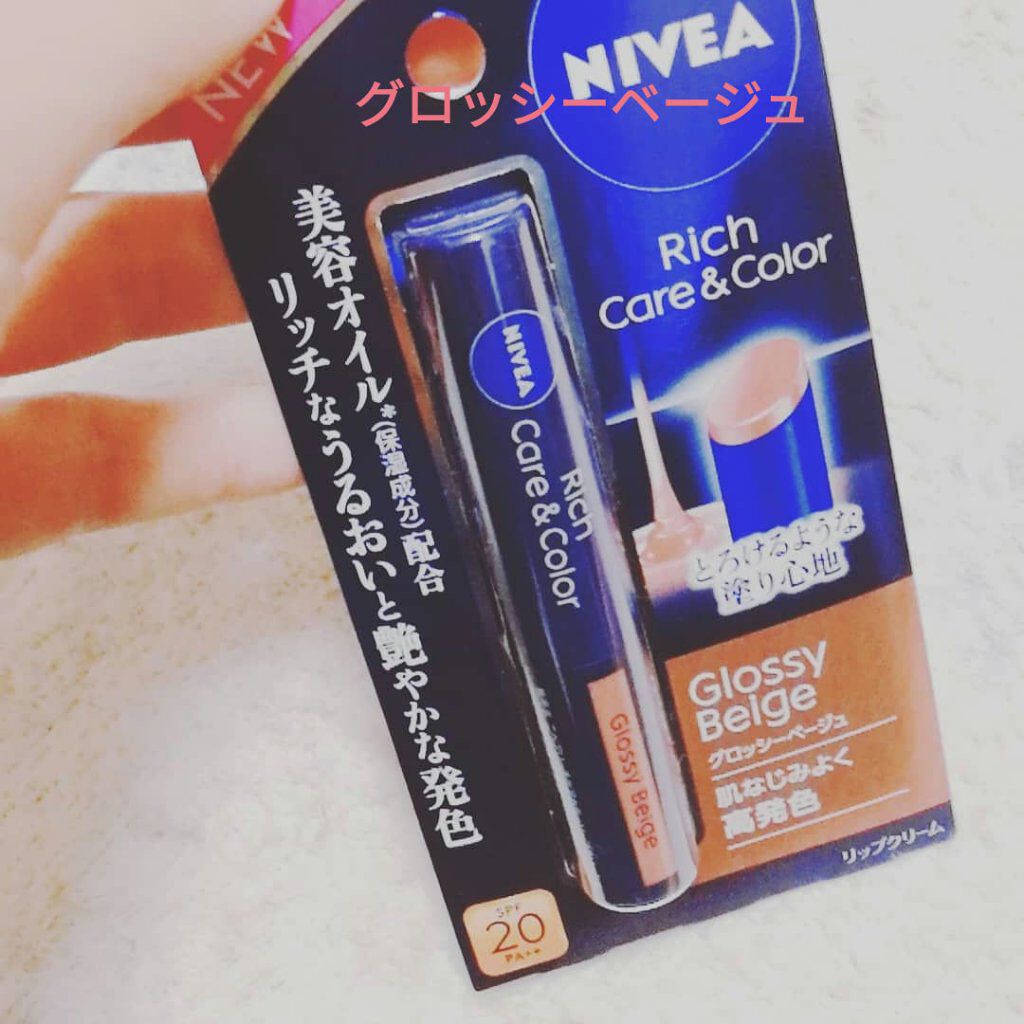 NEW
NIVEA
グロッシーベージュ
Rich
Care & Color
美容オイル*(保湿成分)配合
リッチなうるおいと艶やかな発色
NIVEA
Rich
Care & Color
Glossy Beige
とろけるような
塗り心地
Glossy
Beige
グロッシーベージュ
肌なじみよく
高発色
リップクリーム
SPF
20
PA++